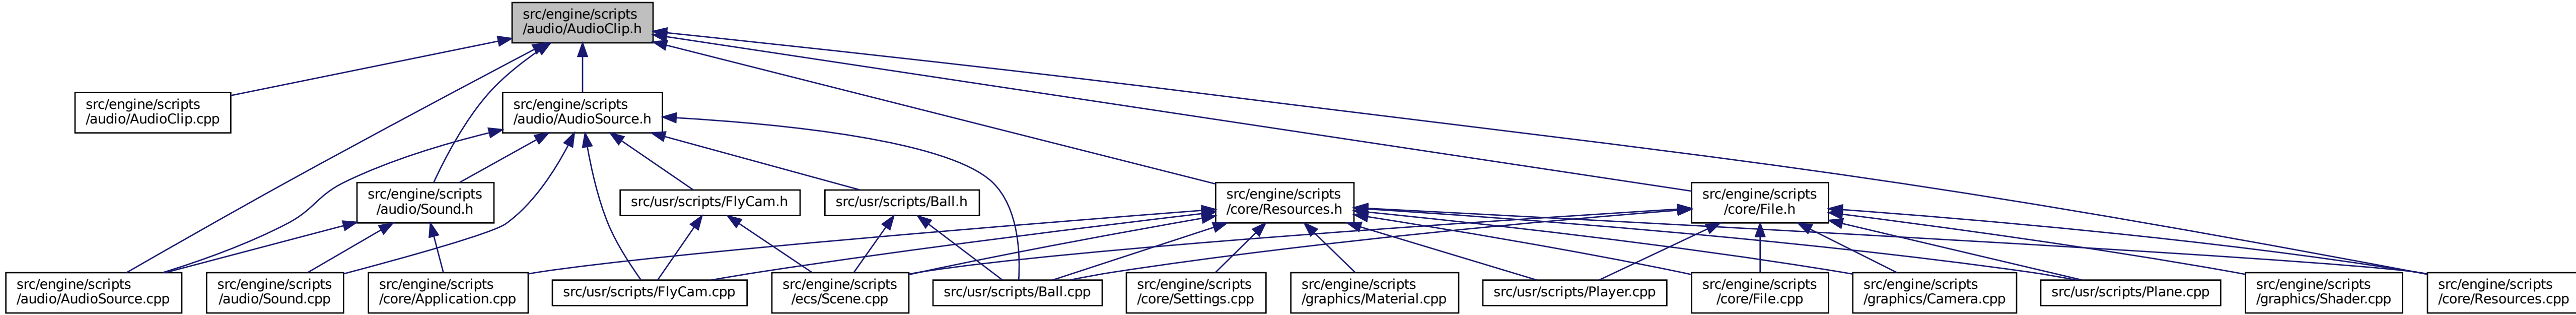 src/engine/scripts
/audio/AudioClip.h
src/engine/scripts
/audio/AudioClip.cpp
src/engine/scripts
/audio/AudioSource.h
src/engine/scripts
/audio/Sound.h
src/usr/scripts/FlyCam.h
src/usr/scripts/Ball.h
src/engine/scripts
/core/Resources.h
src/engine/scripts
/core/File.h
src/engine/scripts
/audio/AudioSource.cpp
src/engine/scripts
/audio/Sound.cpp
src/engine/scripts
/core/Application.cpp
src/usr/scripts/FlyCam.cpp
src/engine/scripts
/ecs/Scene.cpp
src/usr/scripts/Ball.cpp
src/engine/scripts
/core/Settings.cpp
src/engine/scripts
/graphics/Material.cpp
src/usr/scripts/Player.cpp
src/engine/scripts
/core/File.cpp
src/engine/scripts
/graphics/Camera.cpp
src/usr/scripts/Plane.cpp
src/engine/scripts
/graphics/Shader.cpp
src/engine/scripts
/core/Resources.cpp